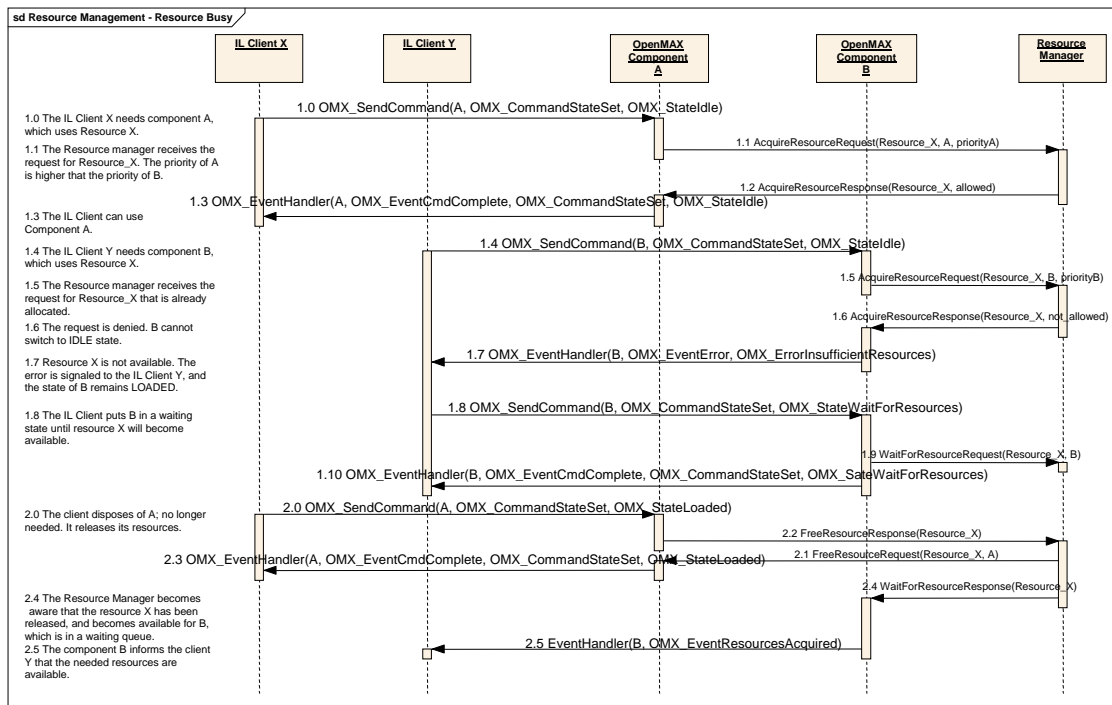 sd Resource Management - Resource Busy
IL Client X
IL Client Y
OpenMAX
Component
A
OpenMAX
Component
B
Resource
Manager
1.0 The IL Client X needs component A,
which uses Resource X.
1.0 OMX_SendCommand(A, OMX_CommandStateSet, OMX_StateIdle)
1.1 The Resource manager receives the
request for Resource_X. The priority of A
is higher that the priority of B.
1.1 AcquireResourceRequest(Resource_X, A, priorityA)
1.2 AcquireResourceResponse(Resource_X, allowed)
1.3 OMX_EventHandler(A, OMX_EventCmdComplete, OMX_CommandStateSet, OMX_StateIdle)
1.3 The IL Client can use
Component A.
1.4 The IL Client Y needs component B,
which uses Resource X.
1.4 OMX_SendCommand(B, OMX_CommandStateSet, OMX_StateIdle)
1.5 The Resource manager receives the
request for Resource_X that is already
allocated.
1.5 AcquireResourceRequest(Resource_X, B, priorityB)
1.6 The request is denied. B cannot
switch to IDLE state.
1.6 AcquireResourceResponse(Resource_X, not_allowed)
1.7 Resource X is not available. The
error is signaled to the IL Client Y, and
the state of B remains LOADED.
1.7 OMX_EventHandler(B, OMX_EventError, OMX_ErrorInsufficientResources)
1.8 The IL Client puts B in a waiting
state until resource X will become
available.
1.8 OMX_SendCommand(B, OMX_CommandStateSet, OMX_StateWaitForResources)
1.9 WaitForResourceRequest(Resource_X, B)
1.10 OMX_EventHandler(B, OMX_EventCmdComplete, OMX_CommandStateSet, OMX_SateWaitForResources)
2.0 The client disposes of A; no longer
needed. It releases its resources.
2.0 OMX_SendCommand(A, OMX_CommandStateSet, OMX_StateLoaded)
2.2 FreeResourceResponse(Resource_X)
2.1 FreeResourceRequest(Resource_X, A)
2.3 OMX_EventHandler(A, OMX_EventCmdComplete, OMX_CommandStateSet, OMX_StateLoaded)
2.4 The Resource Manager becomes
aware that the resource X has been
released, and becomes available for B,
which is in a waiting queue.
2.4 WaitForResourceResponse(Resource_X)
2.5 The component B informs the client
Y that the needed resources are
available.
2.5 EventHandler(B, OMX_EventResourcesAcquired)